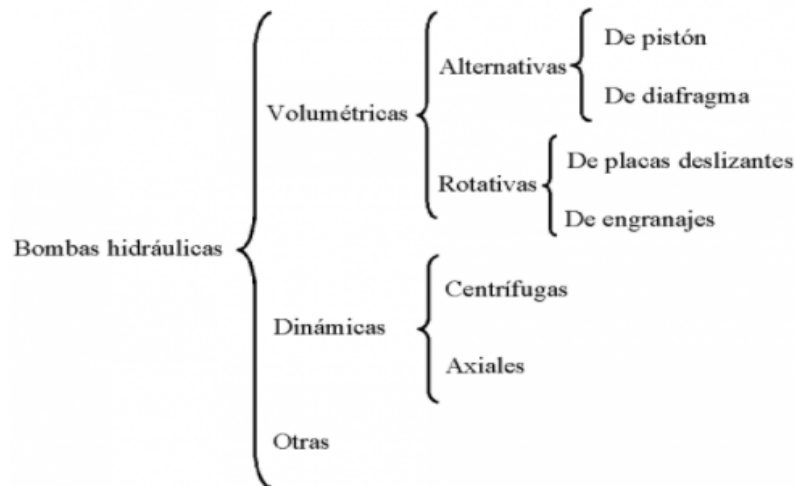 Bombas hidráulicas
Volumétricas
Alternativas
De pistón
De diafragma
Rotativas
De placas deslizantes
De engranajes
Dinámicas
Centrífugas
Axiales
Otras